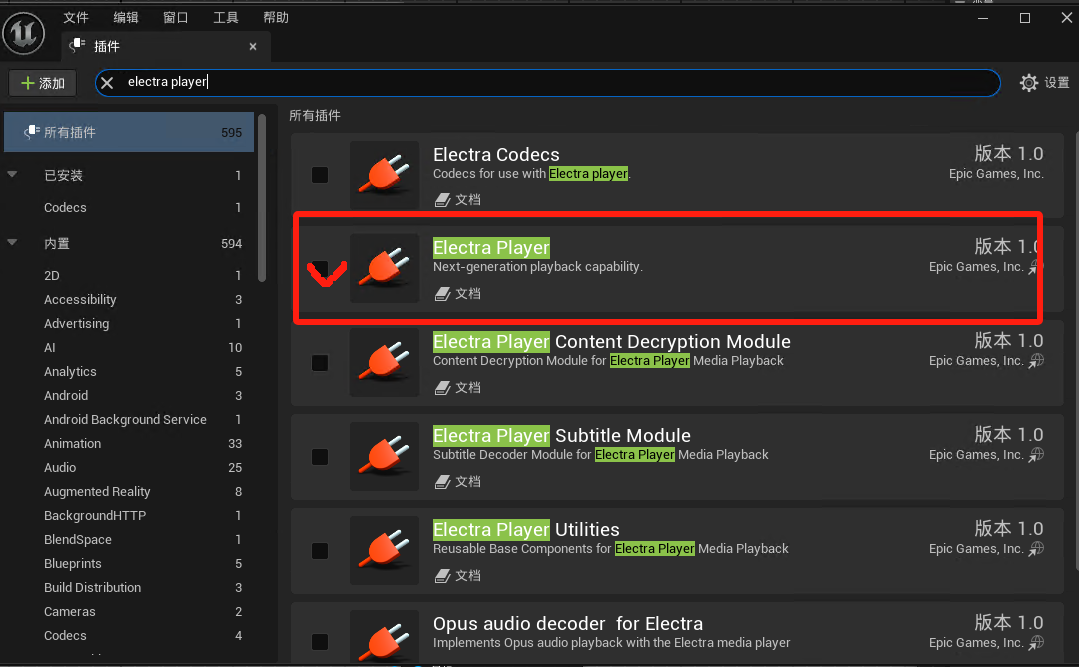 文件 编辑 窗口 工具 帮助
插件
添加
electra player
设置
所有插件 595
已安装 1
Codecs 1
内置 594
2D 1
Accessibility 3
Advertising 1
AI 10
Analytics 5
Android 3
Android Background Service 1
Animation 33
Audio 25
Augmented Reality 8
BackgroundHTTP 1
BlendSpace 1
Blueprints 5
Build Distribution 3
Cameras 2
Codecs 4
所有插件
Electra Codecs 版本 1.0
Codecs for use with Electra player. Epic Games, Inc.
文档
Electra Player 版本 1.0
Next-generation playback capability. Epic Games, Inc.
文档
Electra Player Content Decryption Module 版本 1.0
Content Decryption Module for Electra Player Media Playback Epic Games, Inc.
文档
Electra Player Subtitle Module 版本 1.0
Subtitle Decoder Module for Electra Player Media Playback Epic Games, Inc.
文档
Electra Player Utilities 版本 1.0
Reusable Base Components for Electra Player Media Playback Epic Games, Inc.
文档
Opus audio decoder for Electra 版本 1.0
Implements Opus audio playback with the Electra media player Epic Games, Inc.